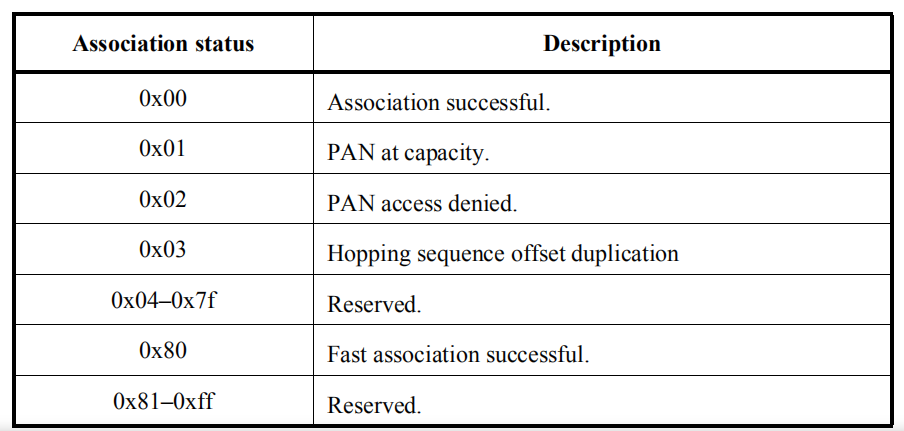 Association status Description
0x00 Association successful.
0x01 PAN at capacity.
0x02 PAN access denied.
0x03 Hopping sequence offset duplication
0x04–0x7f Reserved.
0x80 Fast association successful.
0x81–0xff Reserved.